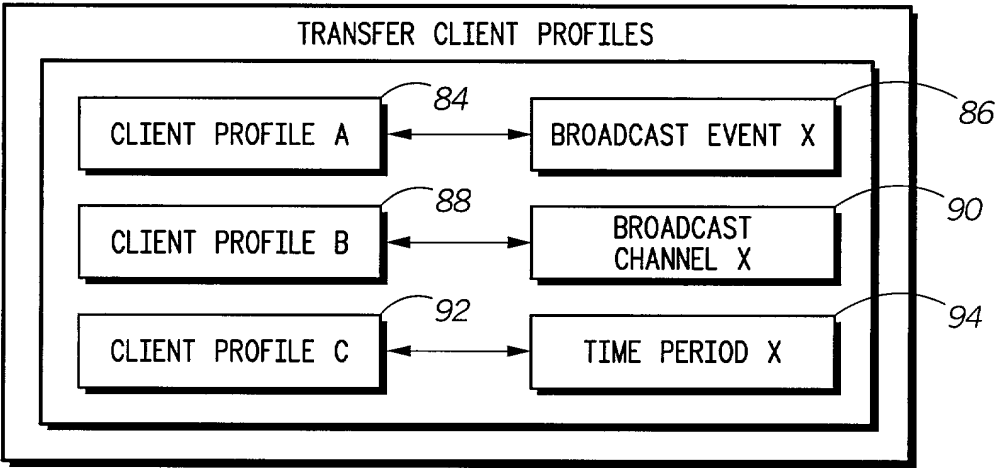 TRANSFER CLIENT PROFILES
84
86
CLIENT PROFILE A
BROADCAST EVENT X
88
90
CLIENT PROFILE B
BROADCAST
CHANNEL X
92
94
CLIENT PROFILE C
TIME PERIOD X